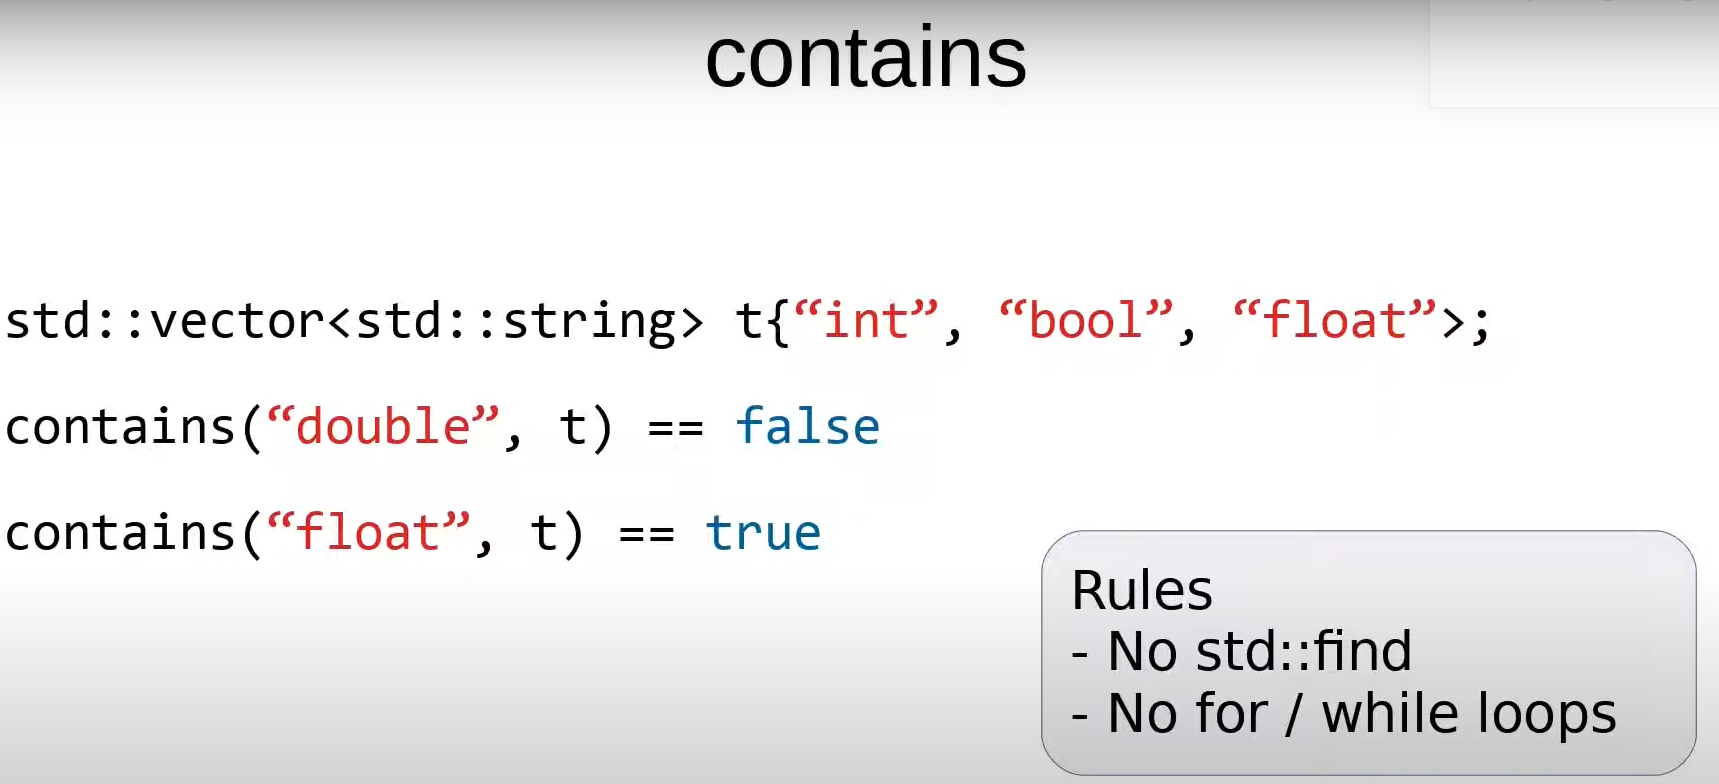 contains
std::vector<std::string> t{“int”, “bool”, “float”>;
contains(“double”, t) == false
contains(“float”, t) == true
Rules
- No std::find
- No for / while loops